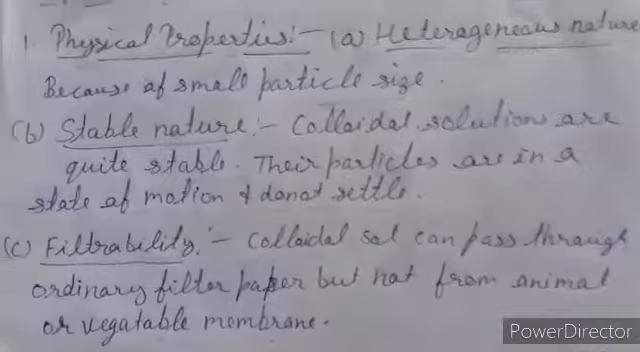 1. Physical Properties:- (a) Heterogeneous nature
Because of small particle size.
(b) Stable nature:- Colloidal solutions are
quite stable. Their particles are in a
state of motion & donot settle.
(c) Filtrability:- Colloidal sol can pass through
ordinary filter paper but not from animal
or vegatable membrane.
PowerDirector